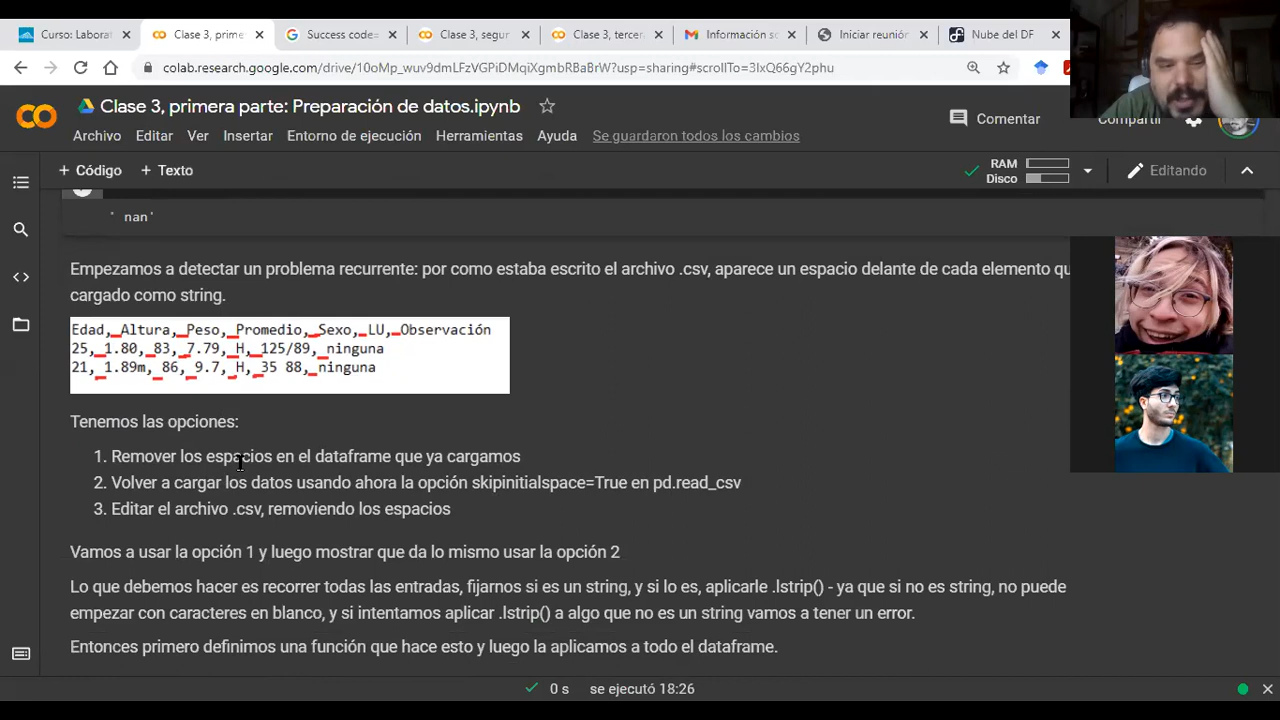 Curso: Laborat
Clase 3, prime
Success code=
Clase 3, segur
Clase 3, tercer
Información so
Iniciar reunión
Nube del DF
colab.research.google.com/drive/10oMp_wuv9dmLFzVGPiDMqiXgmbRBaBrW?usp=sharing#scrollTo=3IxQ66gY2phu
Clase 3, primera parte: Preparación de datos.ipynb
Archivo Editar Ver Insertar Entorno de ejecución Herramientas Ayuda Se guardaron todos los cambios
Comentar
Compartir
+ Código + Texto
RAM
Disco
Editando
' nan'
Empezamos a detectar un problema recurrente: por como estaba escrito el archivo .csv, aparece un espacio delante de cada elemento qu
cargado como string.
Edad, Altura, Peso, Promedio, Sexo, LU, Observación
25, 1.80, 83, 7.79, H, 125/89, ninguna
21, 1.89m, 86, 9.7, H, 35 88, ninguna
Tenemos las opciones:
1. Remover los espacios en el dataframe que ya cargamos
2. Volver a cargar los datos usando ahora la opción skipinitialspace=True en pd.read_csv
3. Editar el archivo .csv, removiendo los espacios
Vamos a usar la opción 1 y luego mostrar que da lo mismo usar la opción 2
Lo que debemos hacer es recorrer todas las entradas, fijarnos si es un string, y si lo es, aplicarle .lstrip() - ya que si no es string, no puede
empezar con caracteres en blanco, y si intentamos aplicar .lstrip() a algo que no es un string vamos a tener un error.
Entonces primero definimos una función que hace esto y luego la aplicamos a todo el dataframe.
0 s se ejecutó 18:26